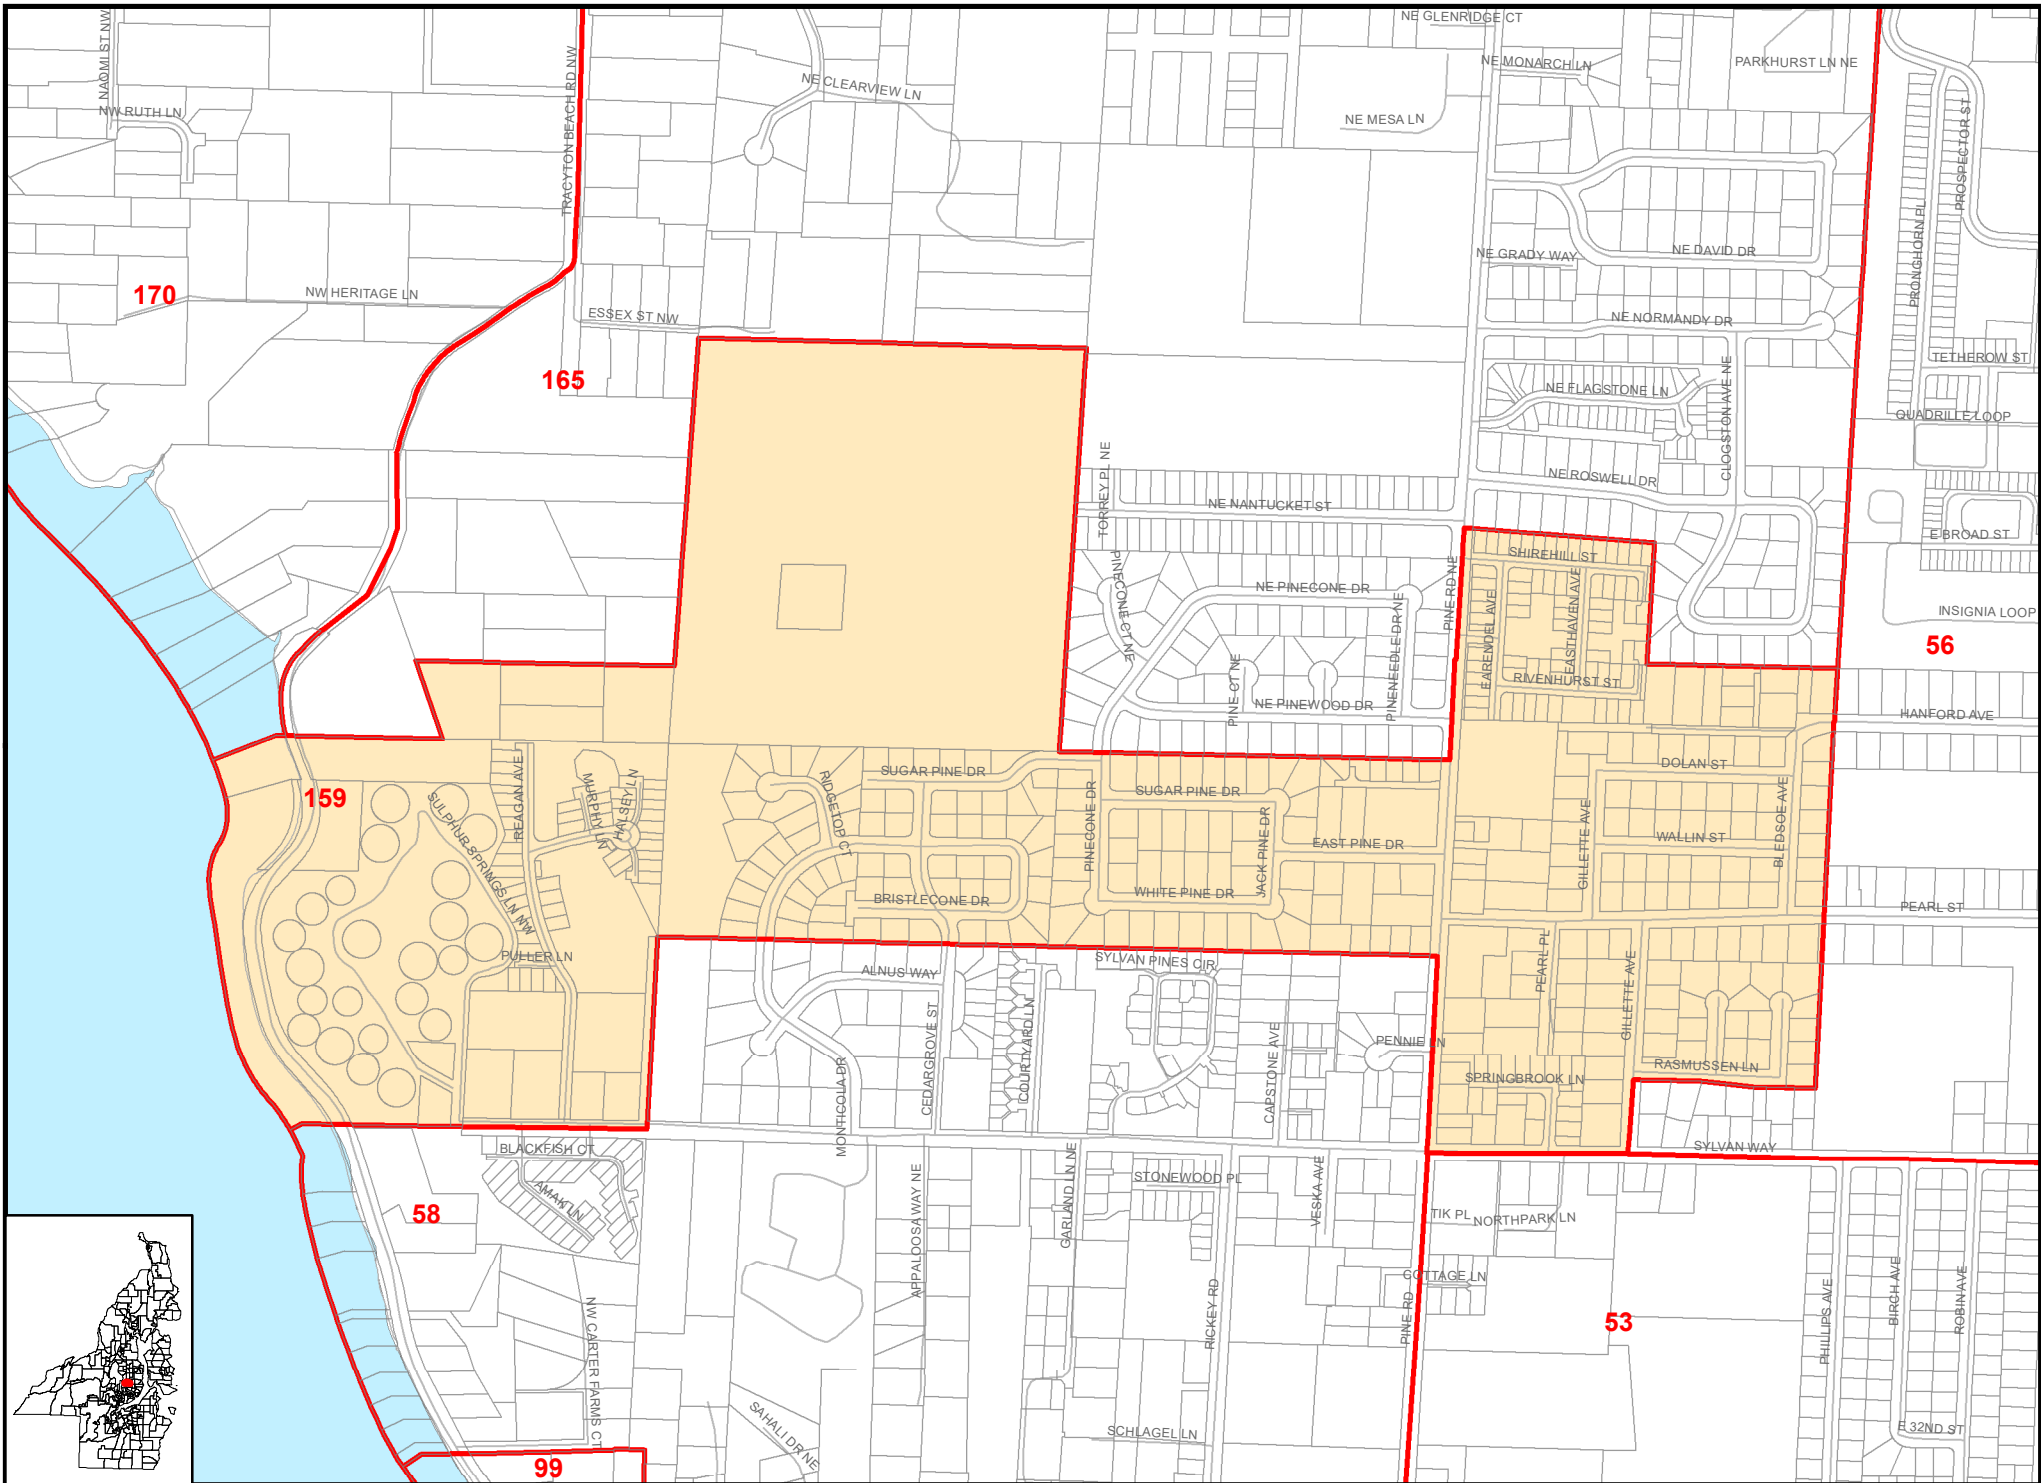 NAOMI ST NW
NW RUTH LN
TRACYTON BEACH RD NW
NE CLEARVIEW LN
NE GLENRIDGE CT
NE MONARCH LN
PARKHURST LN NE
NE MESA LN
PROSPECTOR ST
PRONGHORN PL
NE DAVID DR
NE GRADY WAY
170
NW HERITAGE LN
ESSEX ST NW
NE NORMANDY DR
TETHEROW ST
165
NE FLAGSTONE LN
CLOGSTON AVE NE
QUADRILLE LOOP
TORREY PL NE
NE ROSWELL DR
NE NANTUCKET ST
E BROAD ST
SHIREHILL ST
PINECONE CT NE
NE PINECONE DR
PINE RD NE
EASTHAVEN AVE
EARENDEL AVE
INSIGNIA LOOP
56
PINENEEDLE DR NE
PINE CT NE
RIVENHURST ST
NE PINEWOOD DR
HANFORD AVE
DOLAN ST
SUGAR PINE DR
SUGAR PINE DR
159
REAGAN AVE
MURPHY LN
HALSEY LN
RIDGETOP CT
SULPHUR SPRINGS LN NW
PINECONE DR
JACK PINE DR
EAST PINE DR
GILLETTE AVE
WALLIN ST
BLEDSOE AVE
WHITE PINE DR
BRISTLECONE DR
PEARL ST
PULLER LN
ALNUS WAY
SYLVAN PINES CIR
PEARL PL
GILLETTE AVE
CEDARGROVE ST
COURTYARD LN
CAPSTONE AVE
PENNIE LN
MONTICOLA DR
SPRINGBROOK LN
RASMUSSEN LN
SYLVAN WAY
BLACKFISH CT
AMAKI LN
58
APPALOOSA WAY NE
GARLAND LN NE
STONEWOOD PL
VESKA AVE
TIK PL
NORTHPARK LN
COTTAGE LN
RICKEY RD
PINE RD
53
PHILLIPS AVE
BIRCH AVE
ROBIN AVE
NW CARTER FARMS CT
SAHALI DR NE
SCHLAGEL LN
E 32ND ST
99